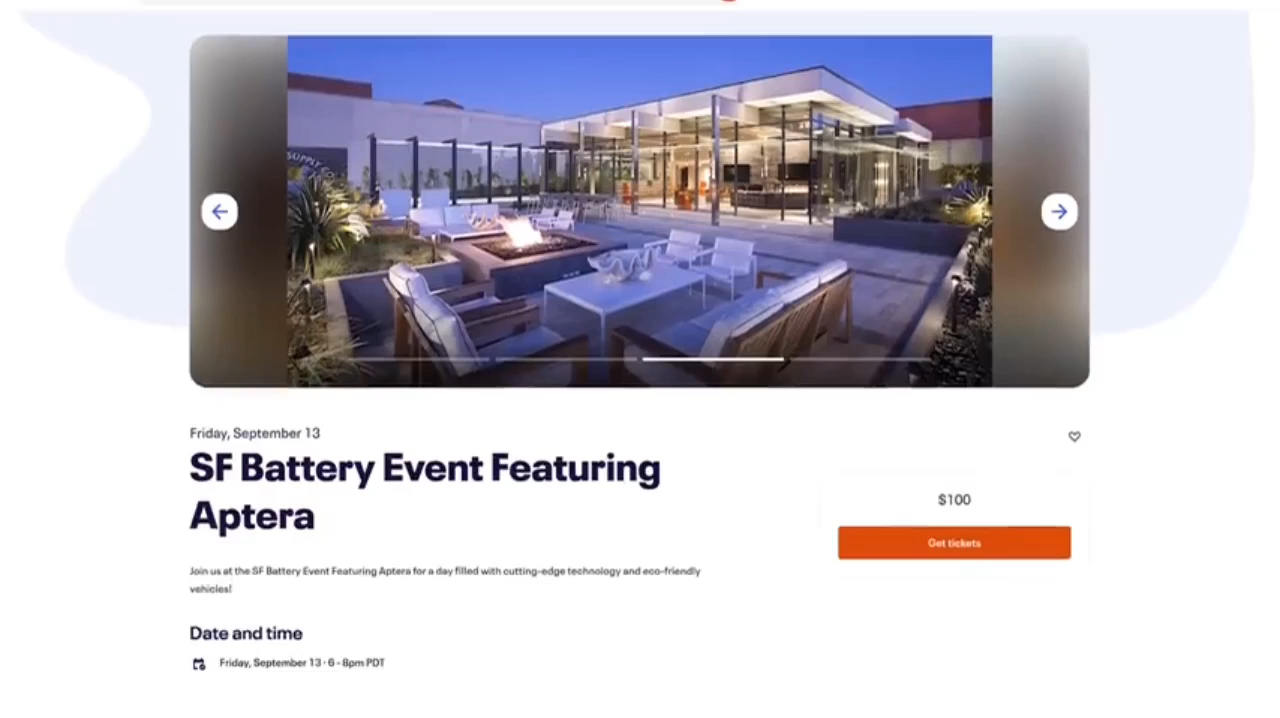 SUPPLY CO
Friday, September 13
SF Battery Event Featuring
Aptera
$100
Get tickets
Join us at the SF Battery Event Featuring Aptera for a day filled with cutting-edge technology and eco-friendly
vehicles!
Date and time
Friday, September 13 · 6 - 8pm PDT